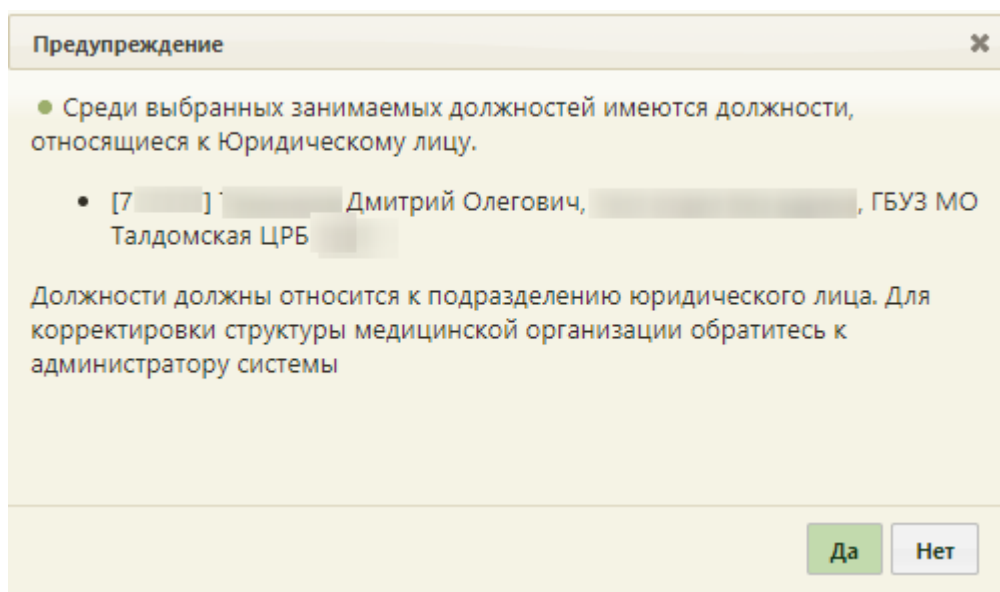 Предупреждение
Среди выбранных занимаемых должностей имеются должности,
относящиеся к Юридическому лицу.
[7 ] Дмитрий Олегович, , ГБУЗ МО
Талдомская ЦРБ
Должности должны относится к подразделению юридического лица. Для
корректировки структуры медицинской организации обратитесь к
администратору системы
Да Нет